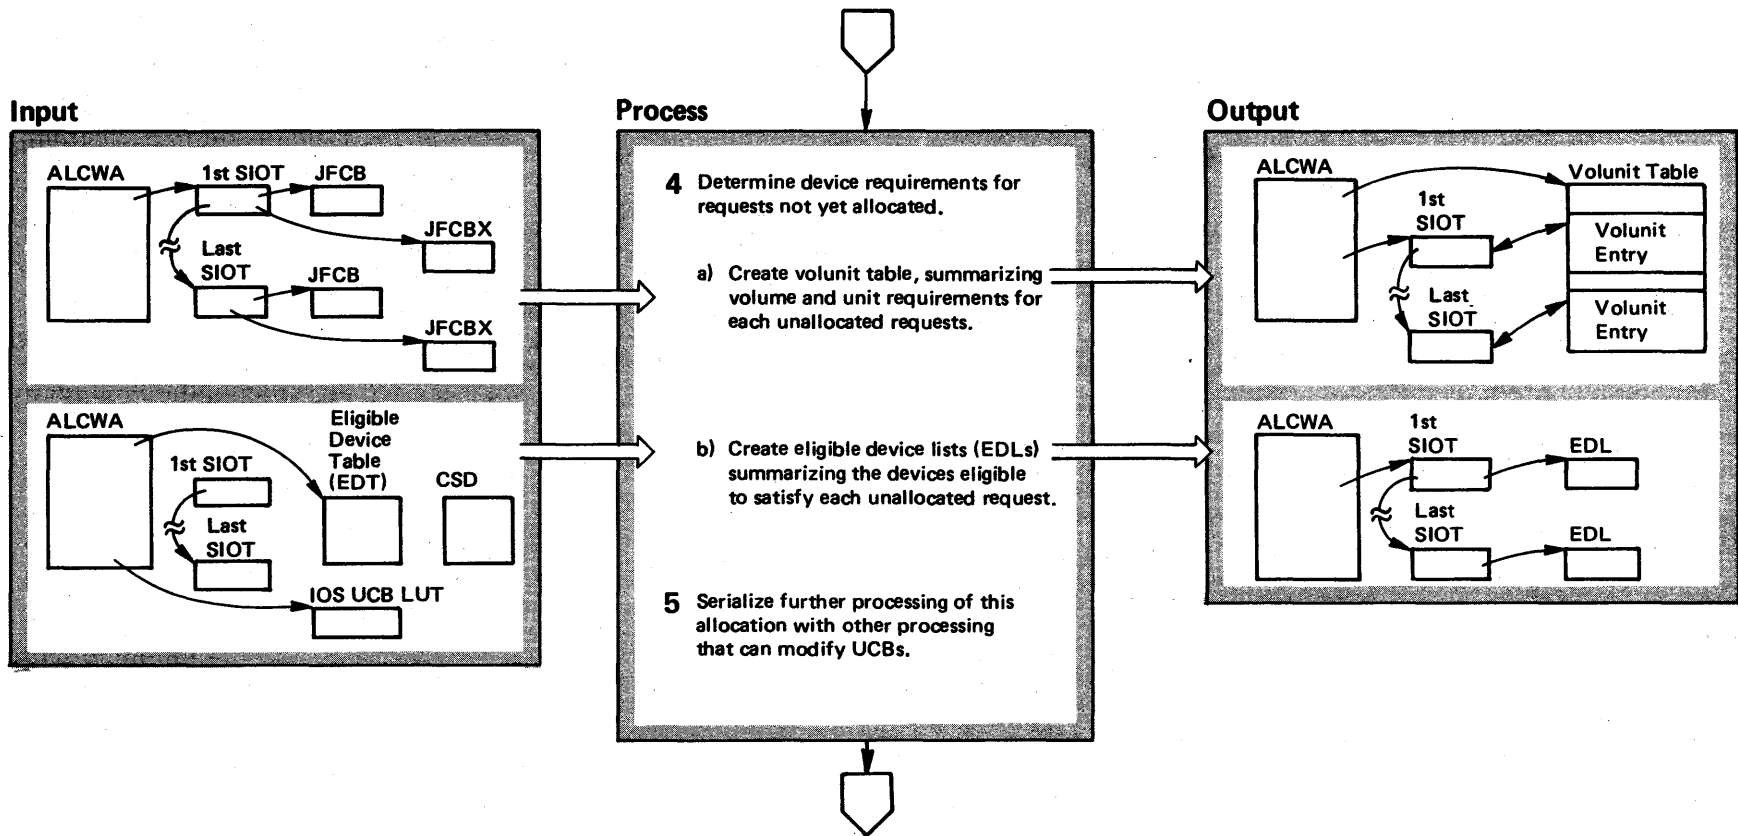 Input
ALCWA
1st SIOT
JFCB
JFCBX
Last
SIOT
JFCB
JFCBX
ALCWA
1st SIOT
Last
SIOT
Eligible
Device
Table
(EDT)
CSD
IOS UCB LUT
Process
4 Determine device requirements for
requests not yet allocated.
a) Create volunit table, summarizing
volume and unit requirements for
each unallocated requests.
b) Create eligible device lists (EDLs)
summarizing the devices eligible
to satisfy each unallocated request.
5 Serialize further processing of this
allocation with other processing
that can modify UCBs.
Output
ALCWA
1st
SIOT
Last
SIOT
Volunit Table
Volunit
Entry
Volunit
Entry
ALCWA
1st
SIOT
EDL
Last
SIOT
EDL